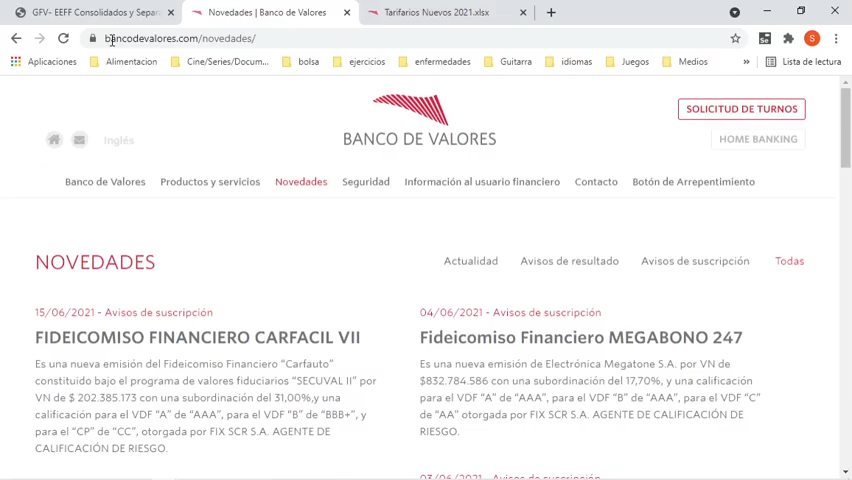 GFV- EEFF Consolidados y Separa
Novedades | Banco de Valores
Tarifarios Nuevos 2021.xlsx
bancodevalores.com/novedades/
Aplicaciones
Alimentacion
Cine/Series/Docum...
bolsa
ejercicios
enfermedades
Guitarra
idiomas
Juegos
Medios
»
Lista de lectura
SOLICITUD DE TURNOS
BANCO DE VALORES
Inglés
HOME BANKING
Banco de Valores
Productos y servicios
Novedades
Seguridad
Información al usuario financiero
Contacto
Botón de Arrepentimiento
NOVEDADES
Actualidad
Avisos de resultado
Avisos de suscripción
Todas
15/06/2021 - Avisos de suscripción
FIDEICOMISO FINANCIERO CARFACIL VII
Es una nueva emisión del Fideicomiso Financiero “Carfauto”
constituido bajo el programa de valores fiduciarios “SECUVAL II” por
VN de $ 202.385.173 con una subordinación del 31,00%,y una
calificación para el VDF “A” de “AAA”, para el VDF “B” de “BBB+”, y
para el “CP” de “CC”, otorgada por FIX SCR S.A. AGENTE DE
CALIFICACIÓN DE RIESGO.
04/06/2021 - Avisos de suscripción
Fideicomiso Financiero MEGABONO 247
Es una nueva emisión de Electrónica Megatone S.A. por VN de
$832.784.586 con una subordinación del 17,70%, y una calificación
para el VDF “A” de “AAA”, para el VDF “B” de “AAA”, para el VDF “C”
de “AA” otorgada por FIX SCR S.A. AGENTE DE CALIFICACIÓN DE
RIESGO.
03/06/2021 - Avisos de suscripción